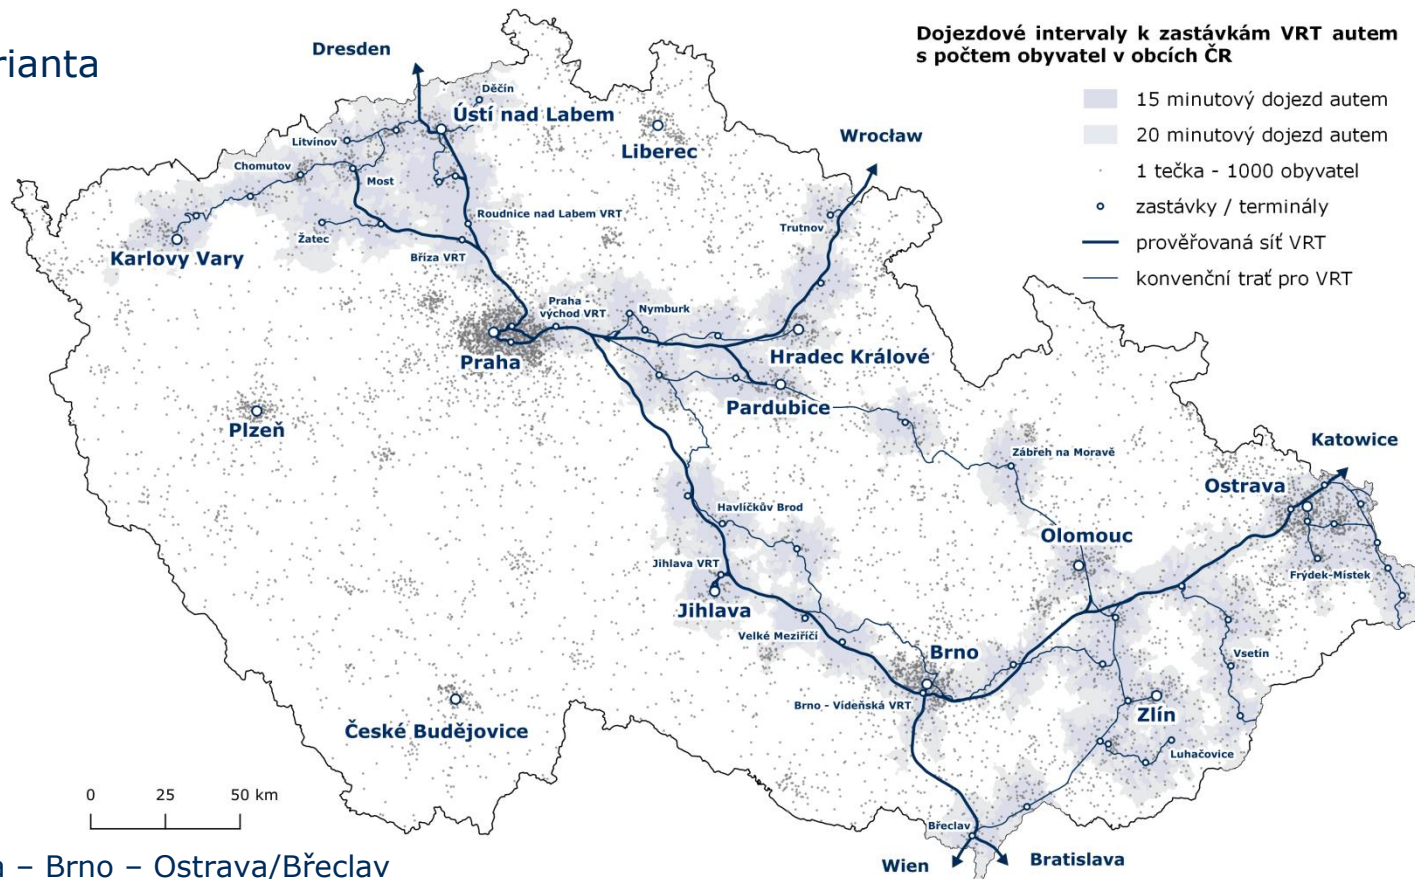 rianta
Dojezdové intervaly k zastávkám VRT autem
s počtem obyvatel v obcích ČR
15 minutový dojezd autem
20 minutový dojezd autem
1 tečka - 1000 obyvatel
zastávky / terminály
prověřovaná síť VRT
konvenční trať pro VRT
Dresden
Děčín
Ústí nad Labem
Litvínov
Liberec
Wrocław
Chomutov
Most
Roudnice nad Labem VRT
Trutnov
Žatec
Karlovy Vary
Bříza VRT
Praha
východ VRT
Nymburk
Praha
Hradec Králové
Pardubice
Plzeň
Katowice
Zábřeh na Moravě
Ostrava
Havlíčkův Brod
Olomouc
Jihlava VRT
Frýdek-Místek
Jihlava
Velké Meziříčí
Brno
Vsetín
Brno - Vídeňská VRT
Zlín
České Budějovice
Luhačovice
0 25 50 km
Břeclav
Wien
Bratislava
– Brno – Ostrava/Břeclav